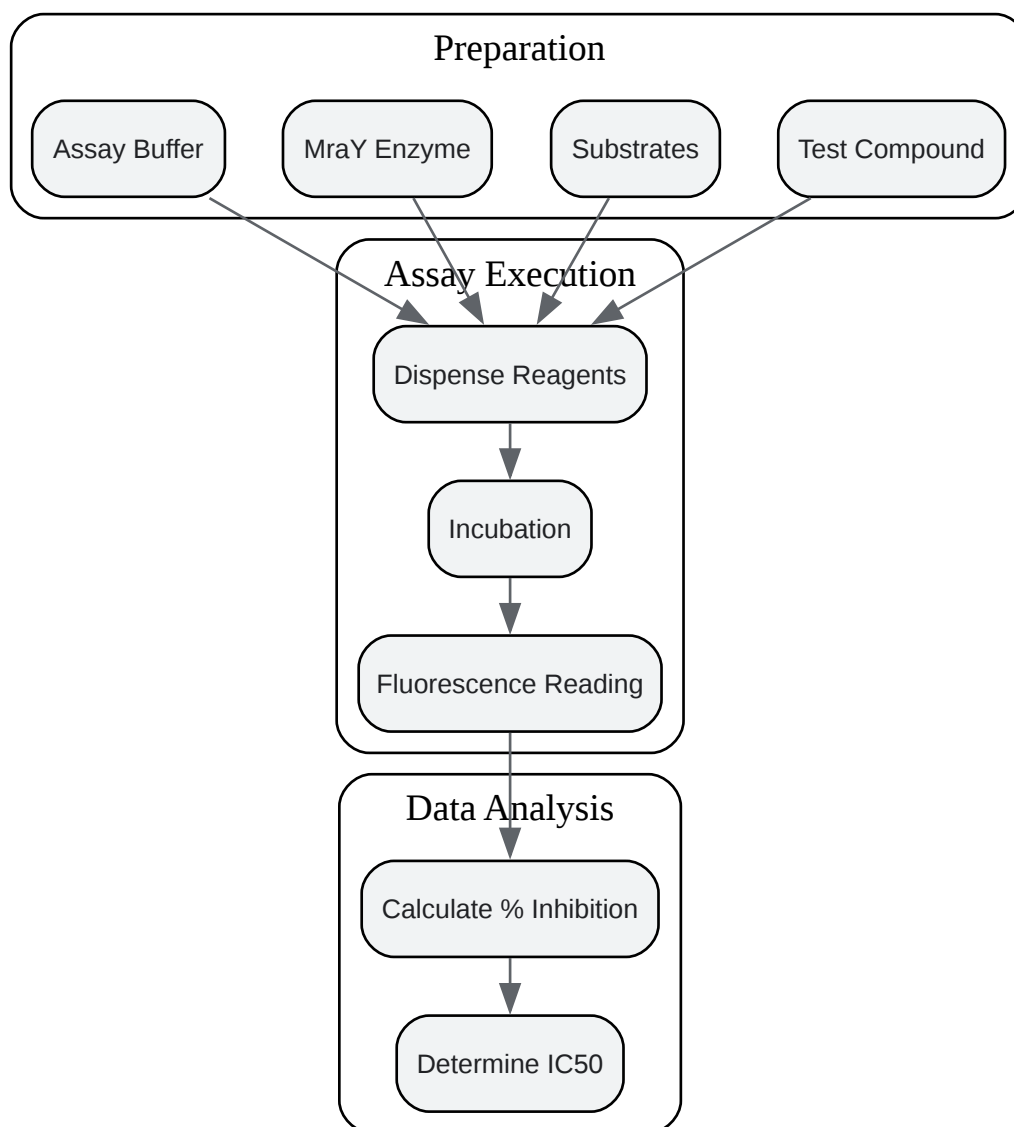 Preparation
Assay Buffer
MraY Enzyme
Substrates
Test Compound
Assay Execution
Dispense Reagents
Incubation
Fluorescence Reading
Data Analysis
Calculate % Inhibition
Determine IC50